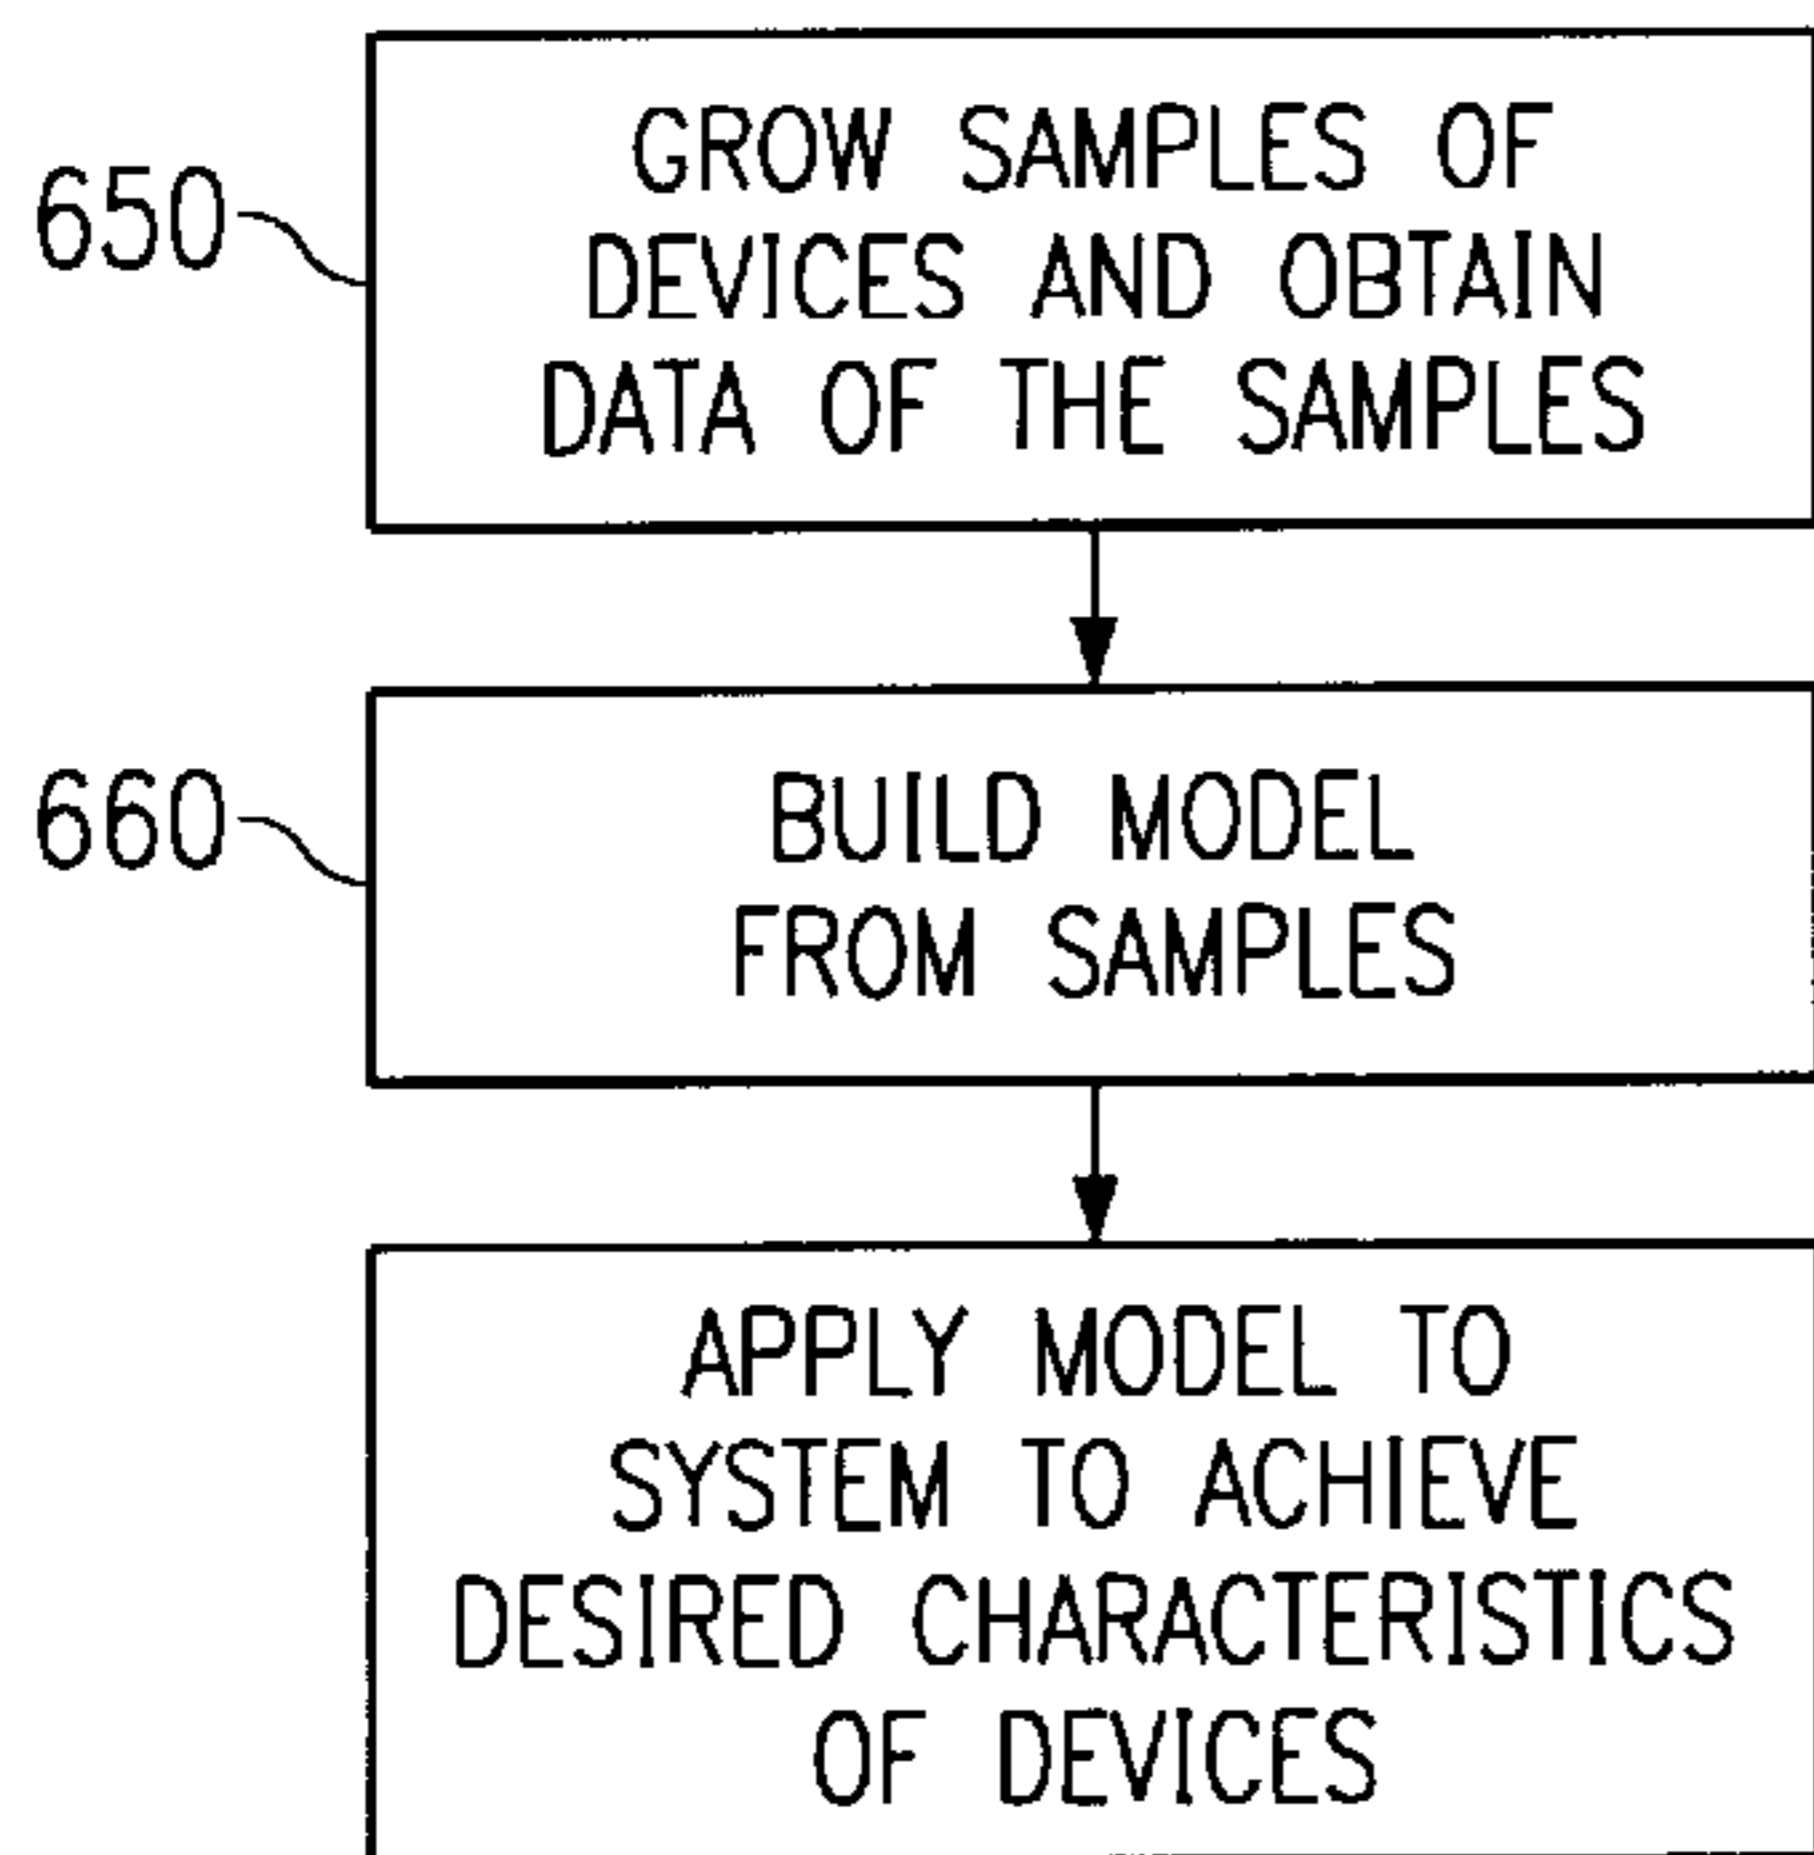 650
GROW SAMPLES OF
DEVICES AND OBTAIN
DATA OF THE SAMPLES
660
BUILD MODEL
FROM SAMPLES
APPLY MODEL TO
SYSTEM TO ACHIEVE
DESIRED CHARACTERISTICS
OF DEVICES